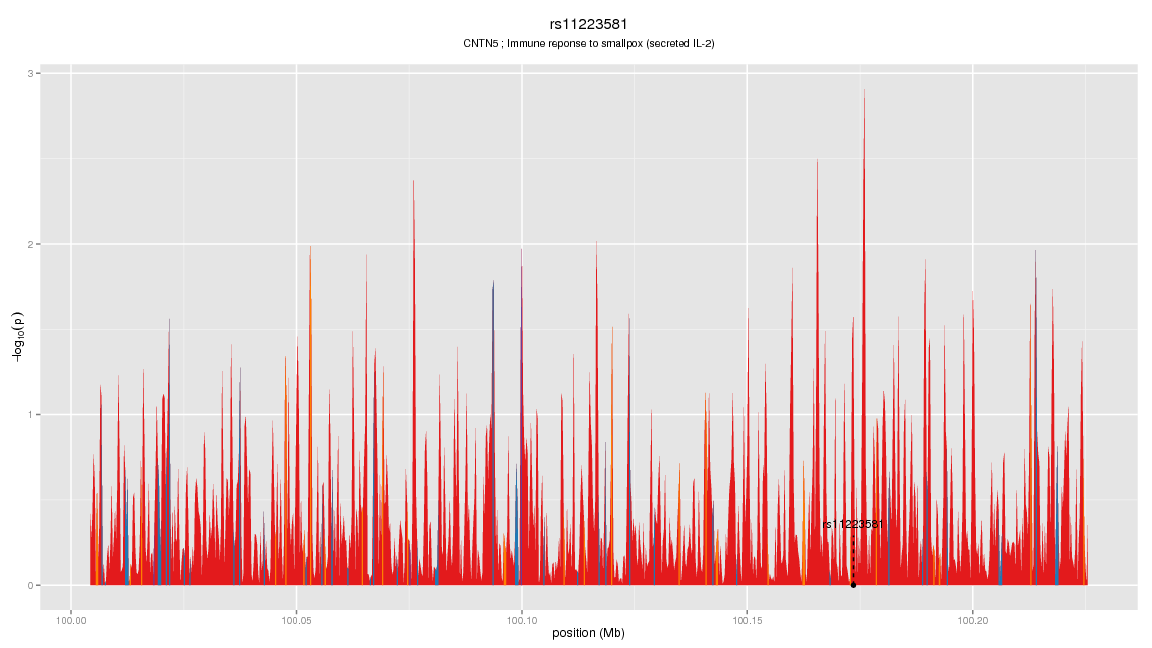 rs11223581
CNTN5 ; Immune reponse to smallpox (secreted IL-2)
3
2
1
0
−log10(p)
rs11223581
100.00
100.05
100.10
100.15
100.20
position (Mb)